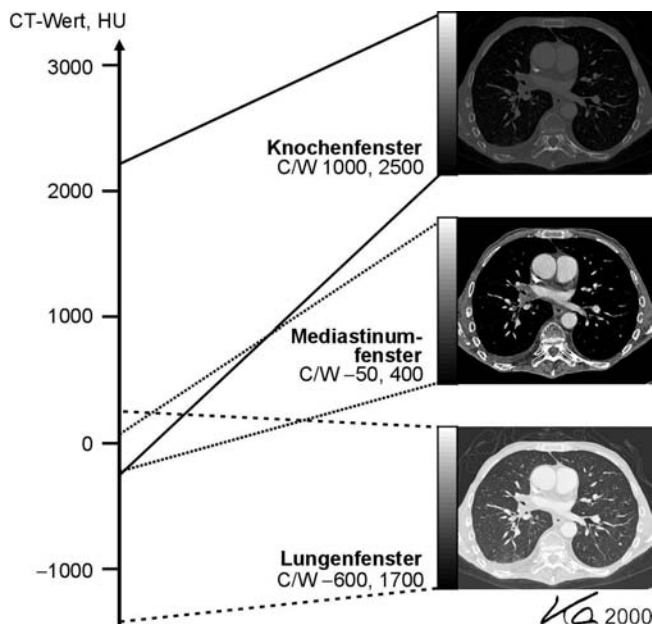 CT-Wert, HU
3000
Knochenfenster
C/W 1000, 2500
2000
1000
Mediastinum-
fenster
C/W –50, 400
0
Lungenfenster
C/W –600, 1700
–1000
2000